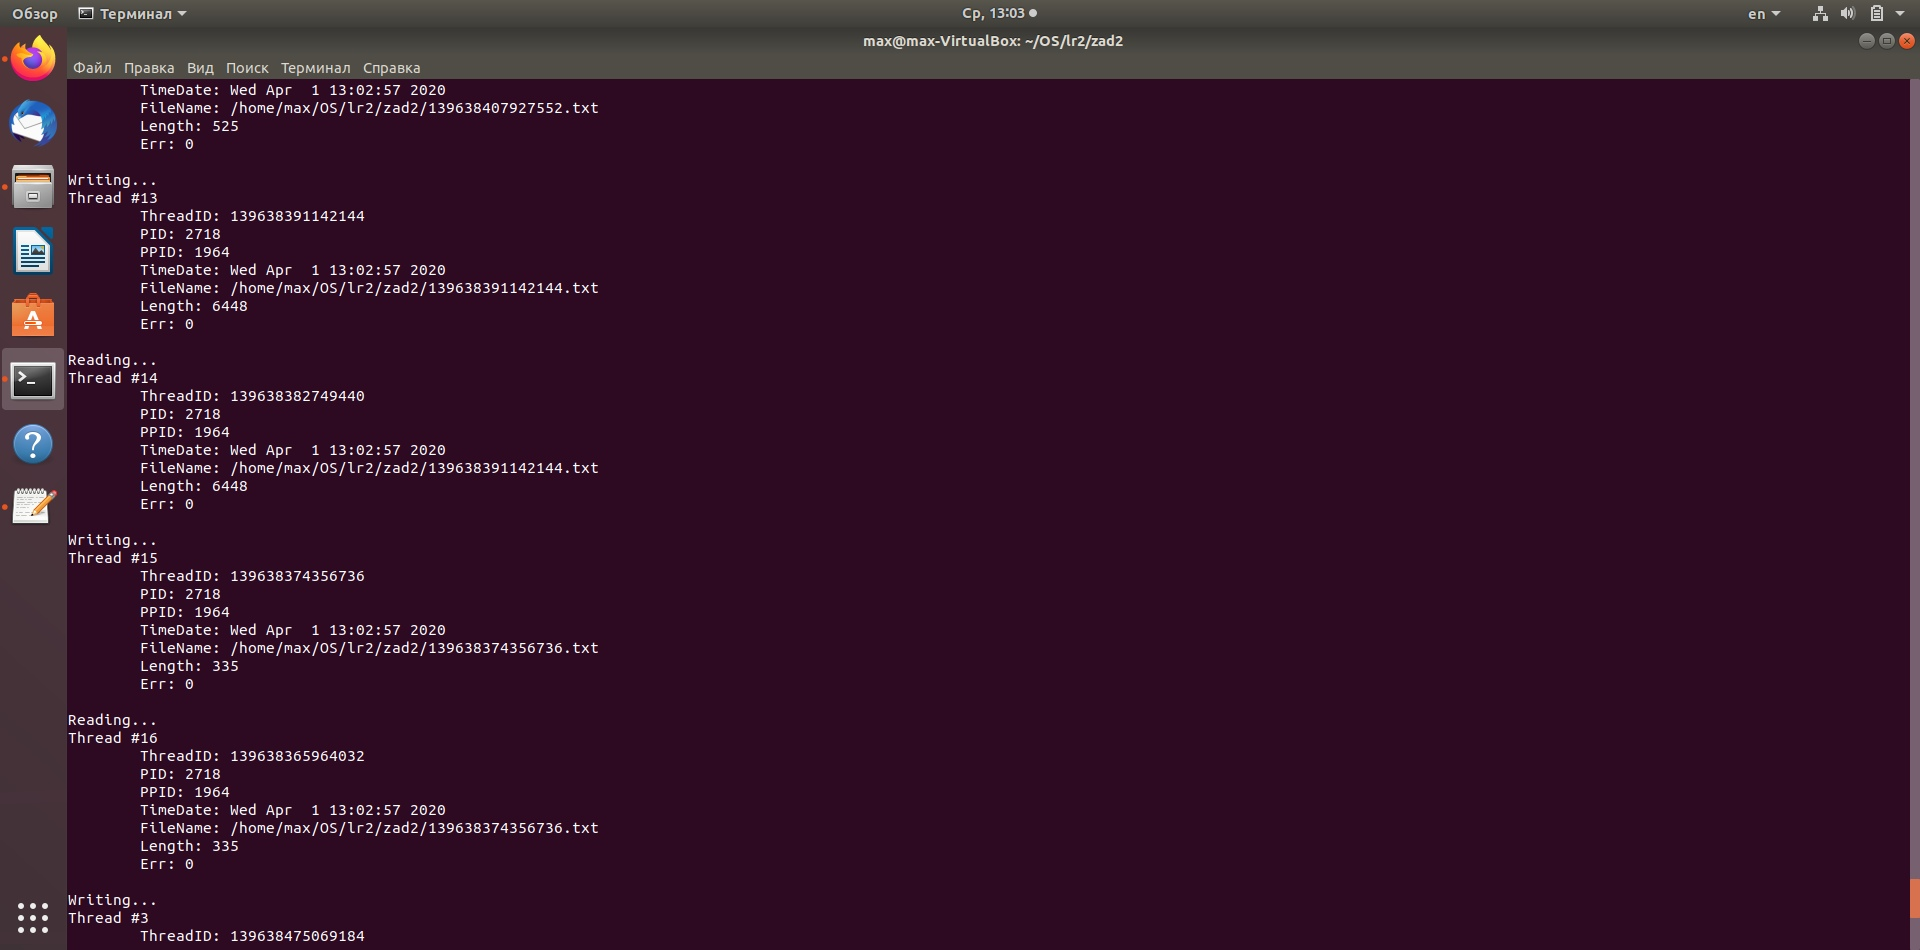 Обзор Терминал Ср, 13:03 en
max@max-VirtualBox: ~/OS/lr2/zad2
Файл Правка Вид Поиск Терминал Справка
TimeDate: Wed Apr  1 13:02:57 2020
FileName: /home/max/OS/lr2/zad2/139638407927552.txt
Length: 525
Err: 0
Writing...
Thread #13
ThreadID: 139638391142144
PID: 2718
PPID: 1964
TimeDate: Wed Apr  1 13:02:57 2020
FileName: /home/max/OS/lr2/zad2/139638391142144.txt
Length: 6448
Err: 0
Reading...
Thread #14
ThreadID: 139638382749440
PID: 2718
PPID: 1964
TimeDate: Wed Apr  1 13:02:57 2020
FileName: /home/max/OS/lr2/zad2/139638391142144.txt
Length: 6448
Err: 0
Writing...
Thread #15
ThreadID: 139638374356736
PID: 2718
PPID: 1964
TimeDate: Wed Apr  1 13:02:57 2020
FileName: /home/max/OS/lr2/zad2/139638374356736.txt
Length: 335
Err: 0
Reading...
Thread #16
ThreadID: 139638365964032
PID: 2718
PPID: 1964
TimeDate: Wed Apr  1 13:02:57 2020
FileName: /home/max/OS/lr2/zad2/139638374356736.txt
Length: 335
Err: 0
Writing...
Thread #3
ThreadID: 139638475069184